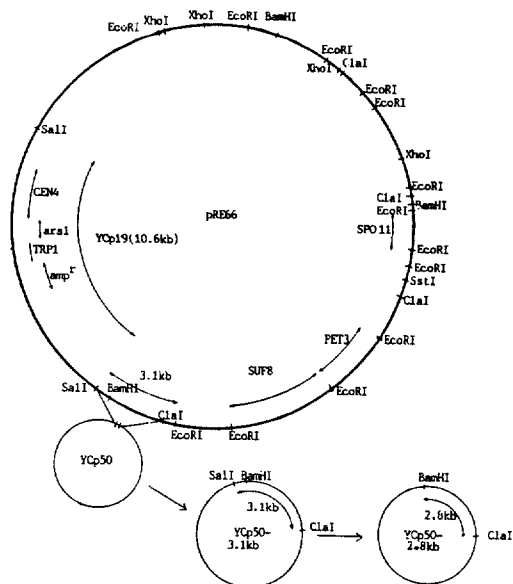 XhoI
EcoRI
XhoI
EcoRI
BamHI
EcoRI
XhoI
ClaI
EcoRI
EcoRI
SalI
XhoI
CEN4
pRE66
EcoRI
ClaI
BamHI
EcoRI
ars1
YCp19(10.6kb)
SPO11
TRP1
EcoRI
amp^r
EcoRI
SstI
ClaI
PET3
EcoRI
3.1kb
SUF8
SalI
BamHI
EcoRI
ClaI
EcoRI
EcoRI
YCp50
SalI BamHI
BamHI
3.1kb
2.8kb
ClaI
ClaI
YCp50-
3.1kb
YCp50-
2.8kb